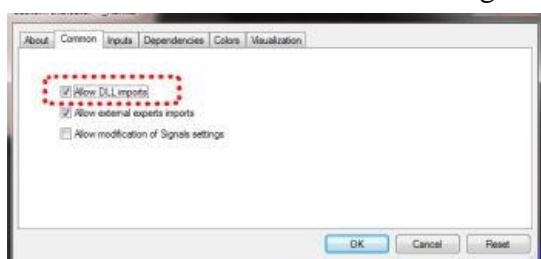 About Common Inputs Dependencies Colors Visualization
Allow DLL imports
Allow external experts imports
Allow modification of Signals settings
OK Cancel Reset